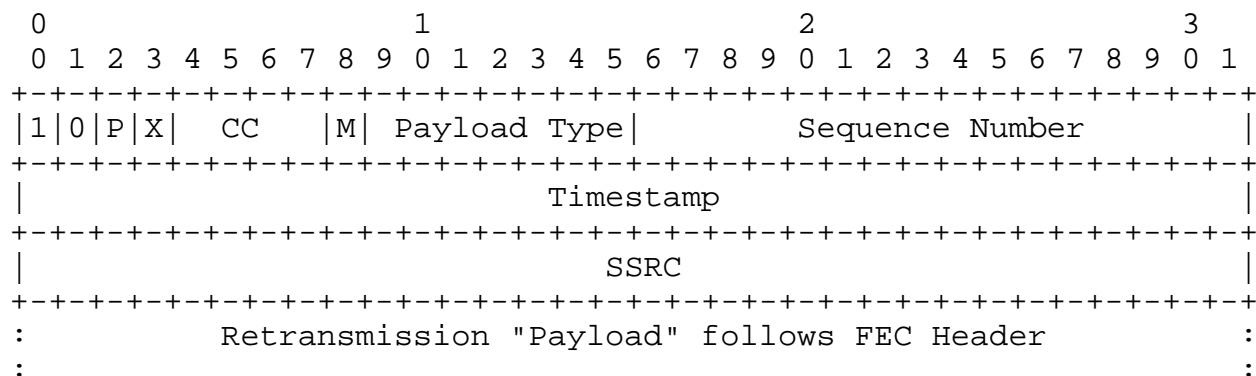 0                   1                   2                   3
 0 1 2 3 4 5 6 7 8 9 0 1 2 3 4 5 6 7 8 9 0 1 2 3 4 5 6 7 8 9 0 1
+-+-+-+-+-+-+-+-+-+-+-+-+-+-+-+-+-+-+-+-+-+-+-+-+-+-+-+-+-+-+-+-+
|1|0|P|X|  CC   |M| Payload Type|        Sequence Number        |
+-+-+-+-+-+-+-+-+-+-+-+-+-+-+-+-+-+-+-+-+-+-+-+-+-+-+-+-+-+-+-+-+
|                           Timestamp                           |
+-+-+-+-+-+-+-+-+-+-+-+-+-+-+-+-+-+-+-+-+-+-+-+-+-+-+-+-+-+-+-+-+
|                              SSRC                             |
+-+-+-+-+-+-+-+-+-+-+-+-+-+-+-+-+-+-+-+-+-+-+-+-+-+-+-+-+-+-+-+-+
:          Retransmission "Payload" follows FEC Header          :
:                                                               :